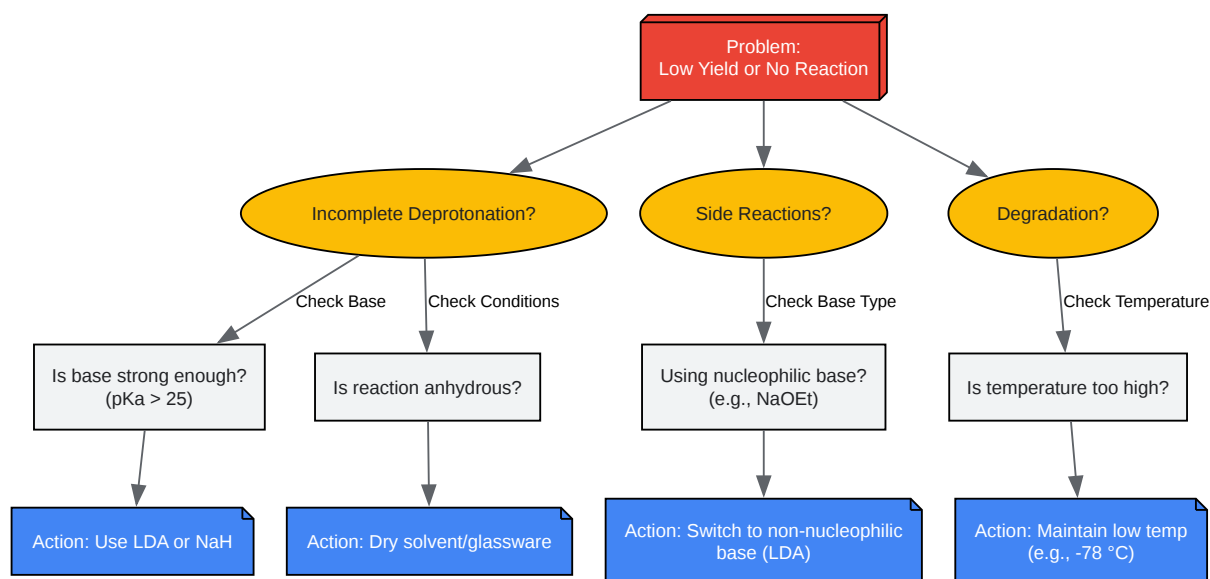 Problem:
Low Yield or No Reaction
Incomplete Deprotonation?
Side Reactions?
Degradation?
Check Base
Check Conditions
Check Base Type
Check Temperature
Is base strong enough?
(pKa > 25)
Is reaction anhydrous?
Using nucleophilic base?
(e.g., NaOEt)
Is temperature too high?
Action: Use LDA or NaH
Action: Dry solvent/glassware
Action: Switch to non-nucleophilic
base (LDA)
Action: Maintain low temp
(e.g., -78 °C)